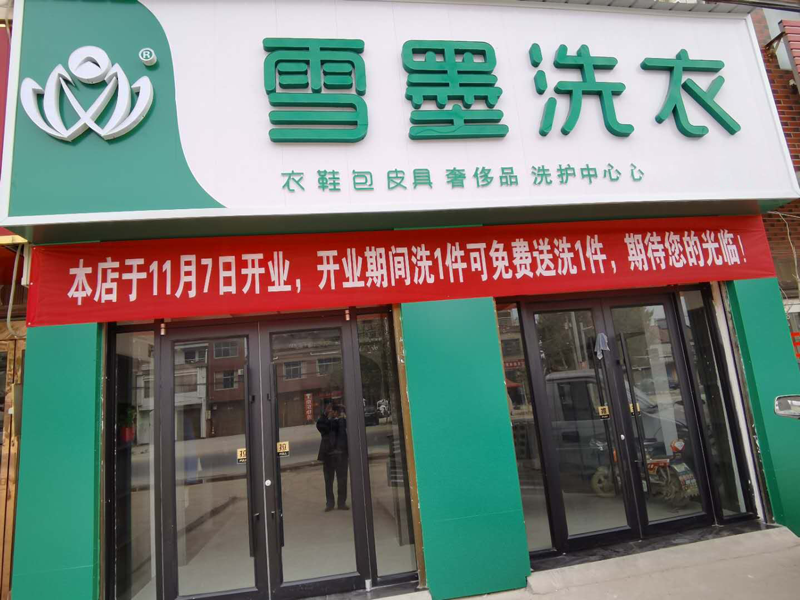 ®
雪墨洗衣
衣鞋包皮具奢侈品 洗护中心心
本店于11月7日开业，开业期间洗1件可免费送洗1件，期待您的光临！